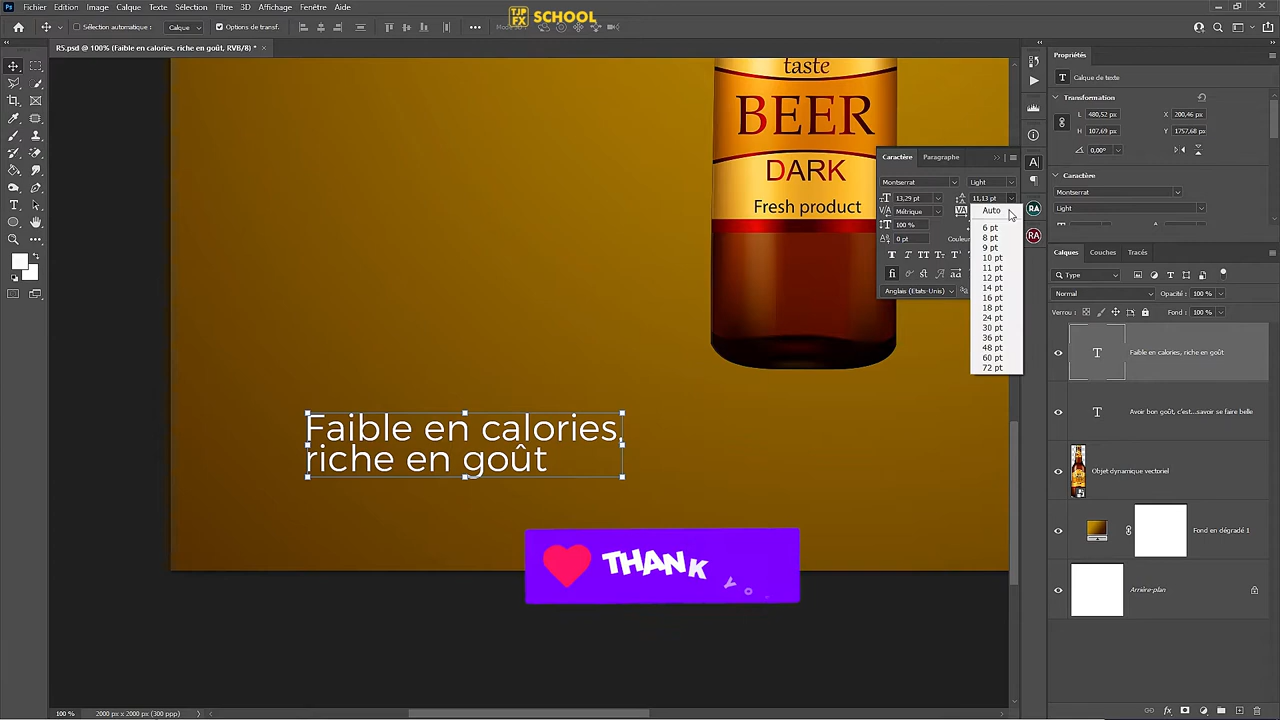 Fichier Edition Image Calque Texte Sélection Filtre 3D Affichage Fenêtre Aide
TJP FX SCHOOL
Sélection automatique : Calque Options de transf. Mode 3D :
R5.psd @ 100% (Faible en calories, riche en goût, RVB/8) *
taste
BEER
DARK
Fresh product
Faible en calories,
riche en goût
THANK YO
Caractère Paragraphe
Montserrat Light
13,29 pt 11,13 pt
Métrique
100 %
0 pt Couleur
Anglais (Etats-Unis)
Auto
6 pt
8 pt
9 pt
10 pt
11 pt
12 pt
14 pt
16 pt
18 pt
24 pt
30 pt
36 pt
48 pt
60 pt
72 pt
Propriétés
Calque de texte
Transformation
L 480,52 px X 200,46 px
H 107,69 px Y 1757,68 px
0,00°
Caractère
Montserrat
Light
Calques Couches Tracés
Type
Normal Opacité : 100 %
Verrou : Fond : 100 %
Faible en calories, riche en goût
Avoir bon goût, c'est...savoir se faire belle
Objet dynamique vectoriel
Fond en dégradé 1
Arrière-plan
100 % 2000 px x 2000 px (300 ppp)